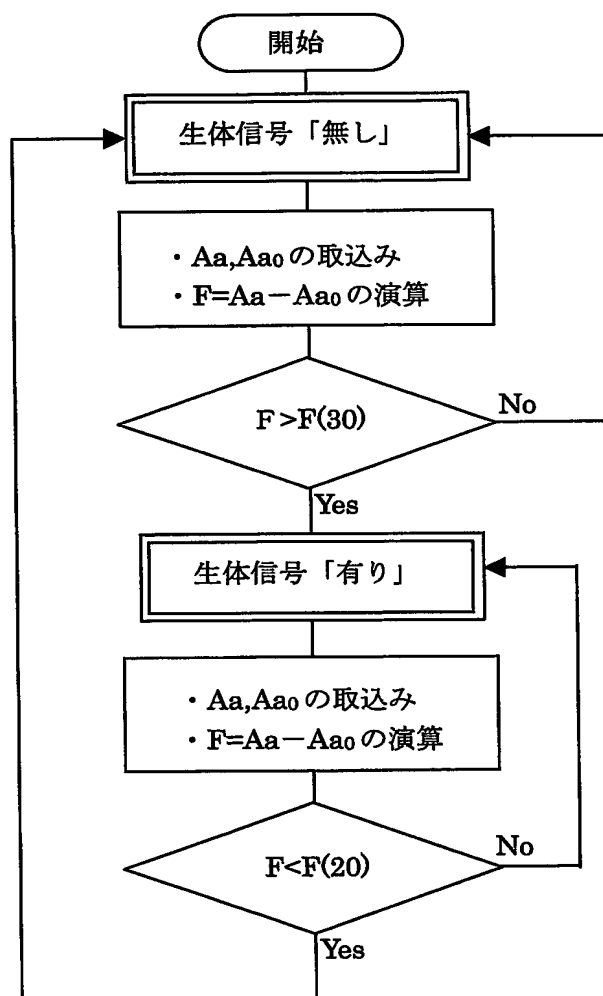 開始
生体信号「無し」
・Aa,Aa₀の取込み
・F=Aa－Aa₀の演算
F>F(30)
No
Yes
生体信号「有り」
・Aa,Aa₀の取込み
・F=Aa－Aa₀の演算
F<F(20)
No
Yes